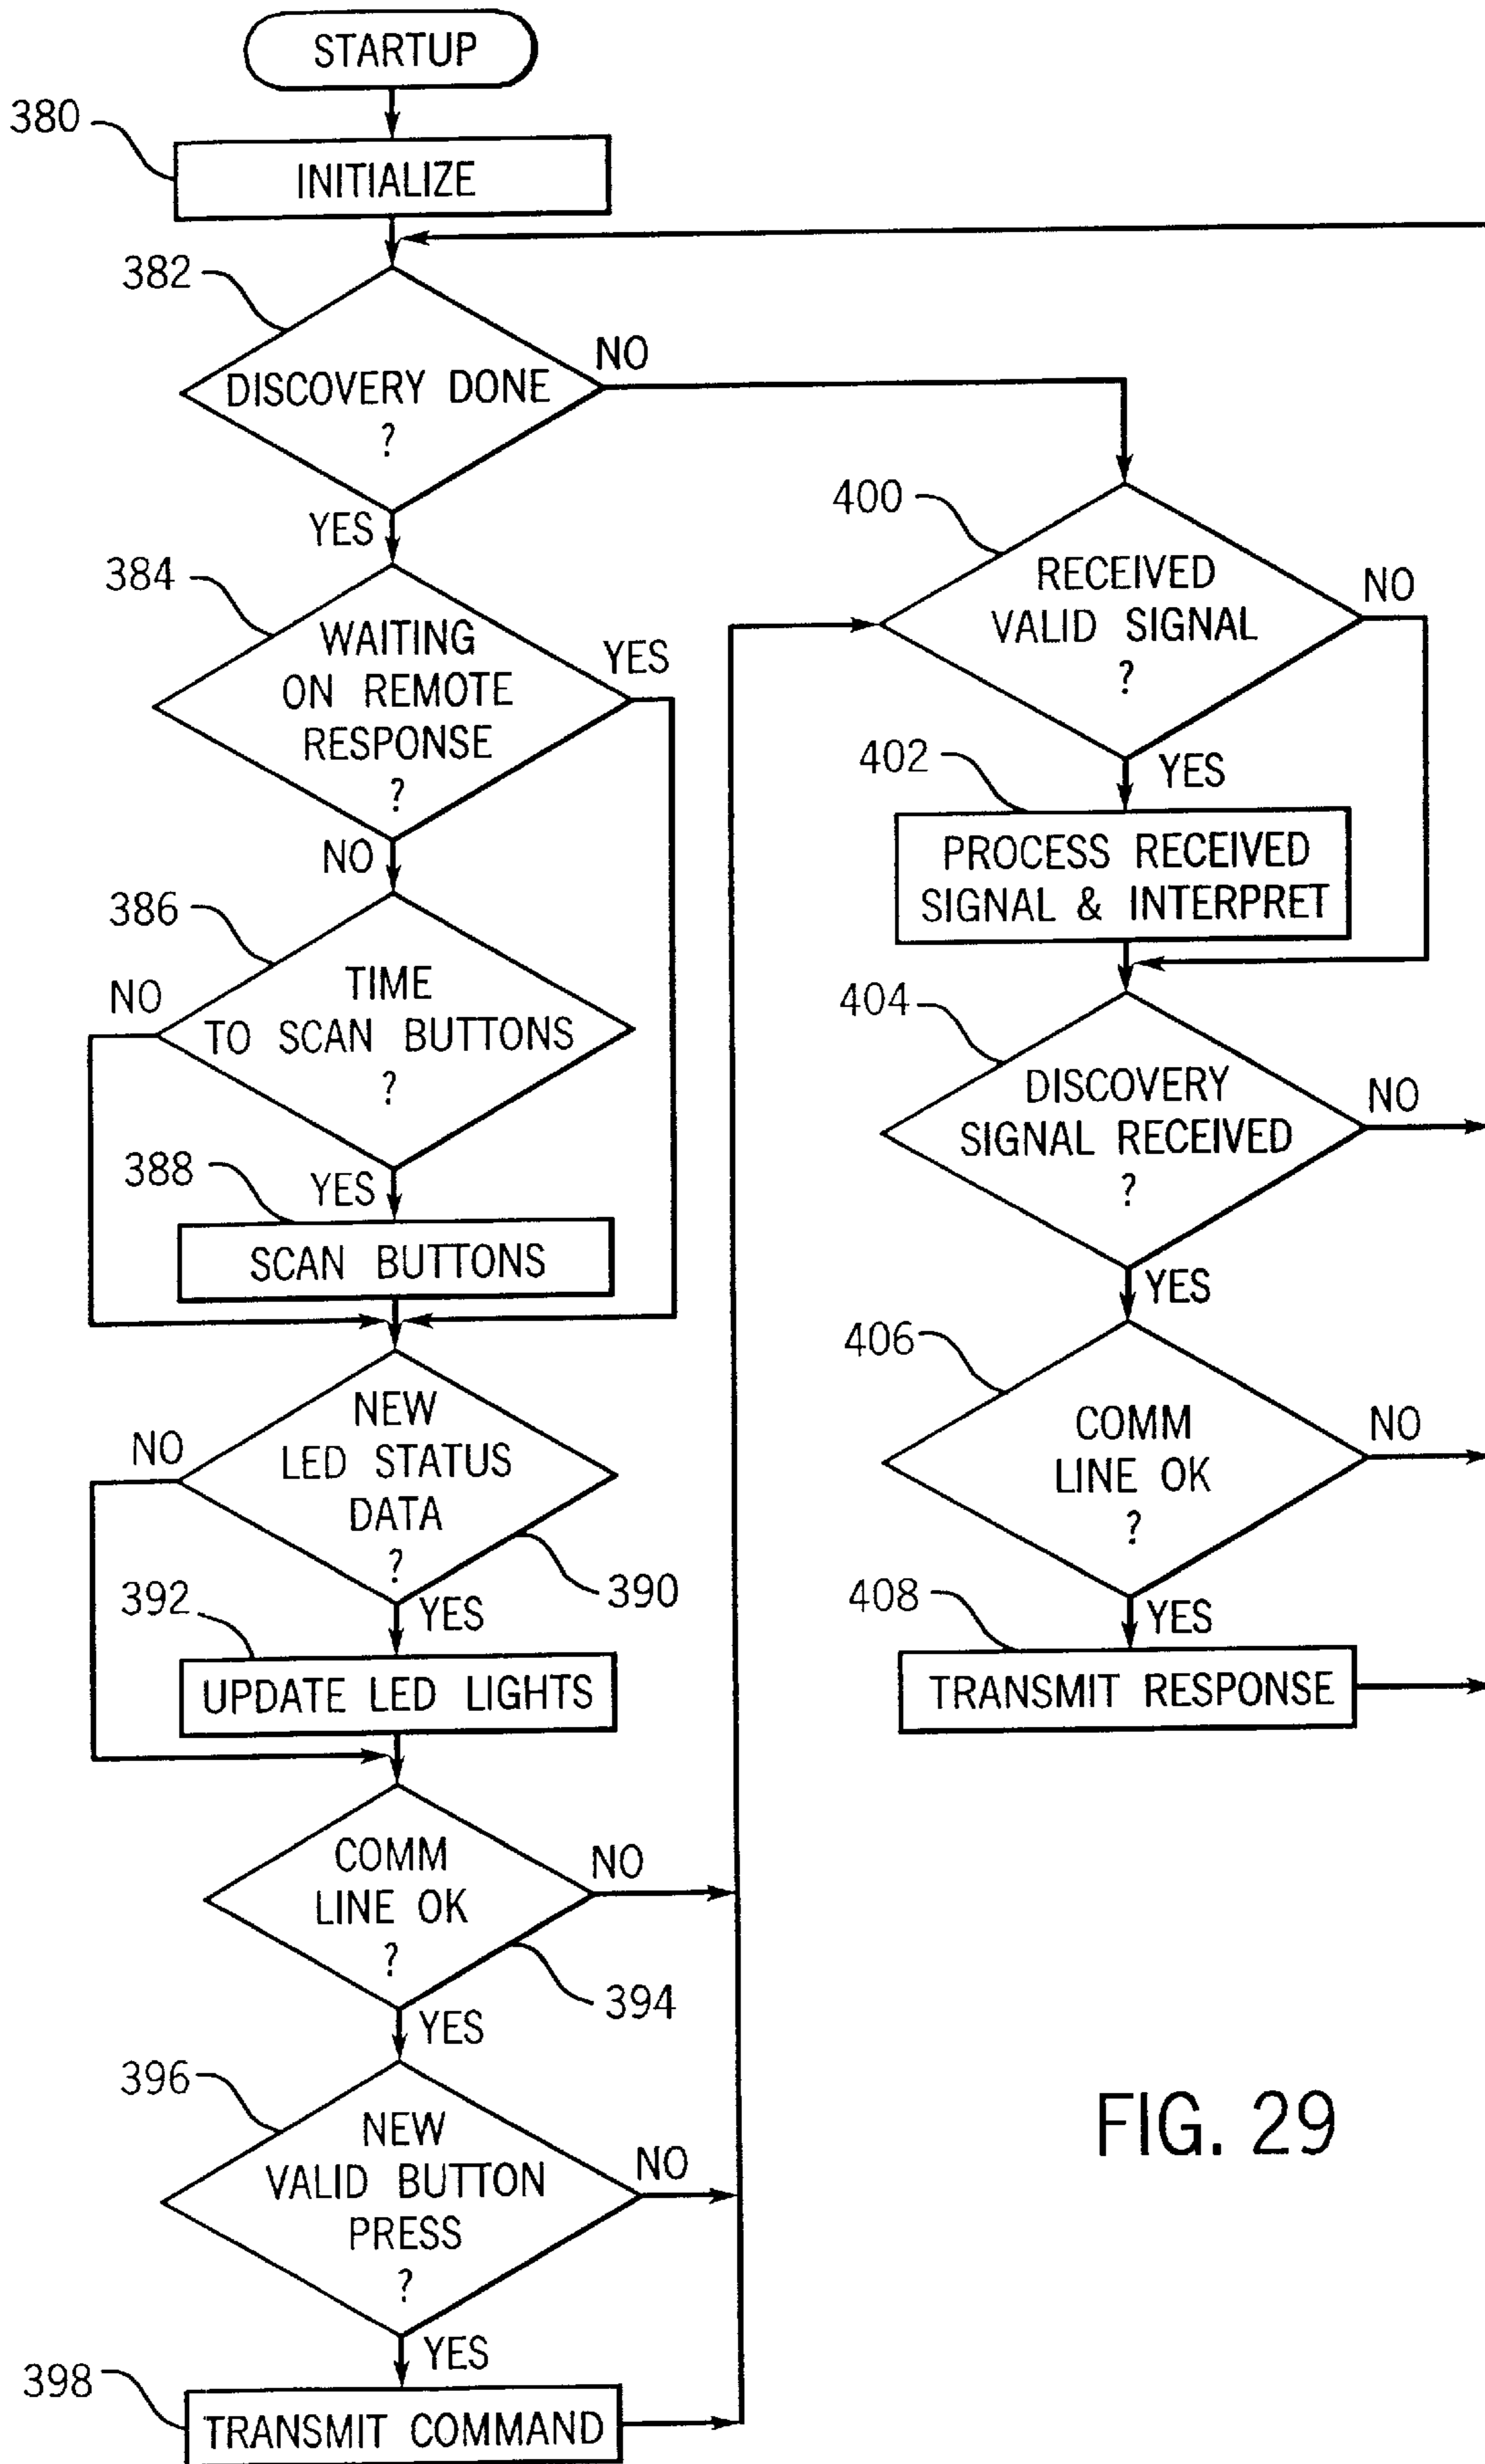 STARTUP
380
INITIALIZE
382
DISCOVERY DONE
?
NO
YES
384
WAITING
ON REMOTE
RESPONSE
?
YES
NO
386
TIME
TO SCAN BUTTONS
?
NO
YES
388
SCAN BUTTONS
NEW
LED STATUS
DATA
?
NO
390
YES
392
UPDATE LED LIGHTS
COMM
LINE OK
?
NO
394
YES
396
NEW
VALID BUTTON
PRESS
?
NO
YES
398
TRANSMIT COMMAND
400
RECEIVED
VALID SIGNAL
?
NO
YES
402
PROCESS RECEIVED
SIGNAL & INTERPRET
404
DISCOVERY
SIGNAL RECEIVED
?
NO
YES
406
COMM
LINE OK
?
NO
YES
408
TRANSMIT RESPONSE
FIG. 29